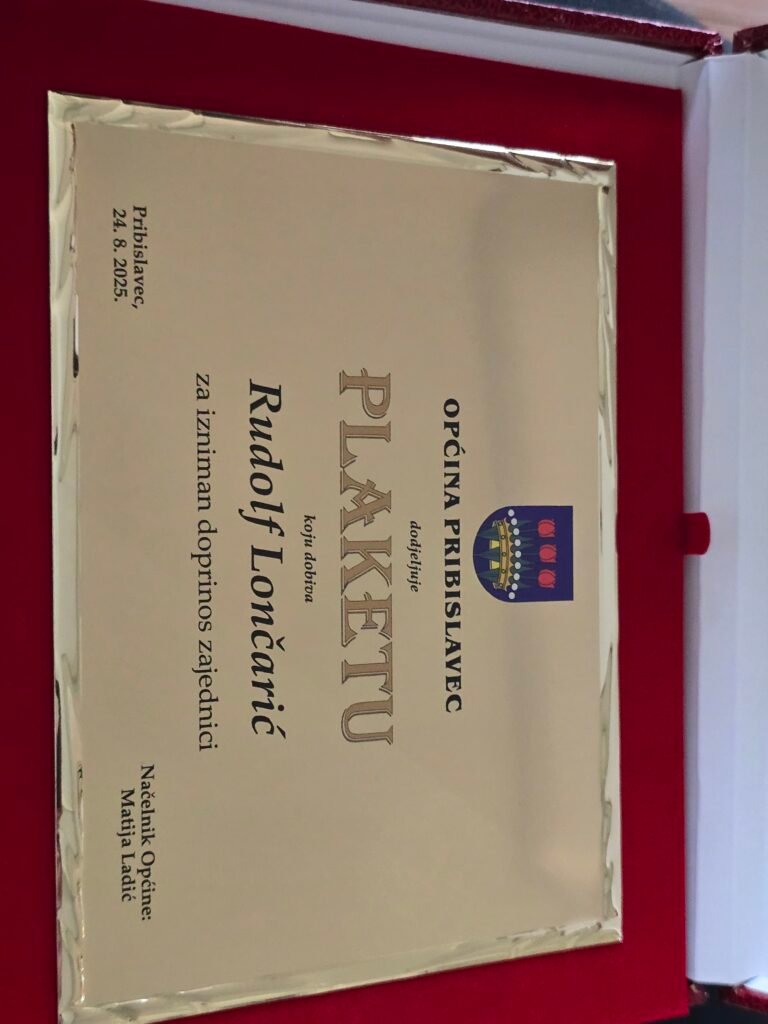 OPĆINA PRIBISLAVEC
dodjeljuje
PLAKETU
koju dobiva
Rudolf Lončarić
za izniman doprinos zajednici
Pribislavec,
24. 8. 2025.
Načelnik Općine:
Matija Ladić